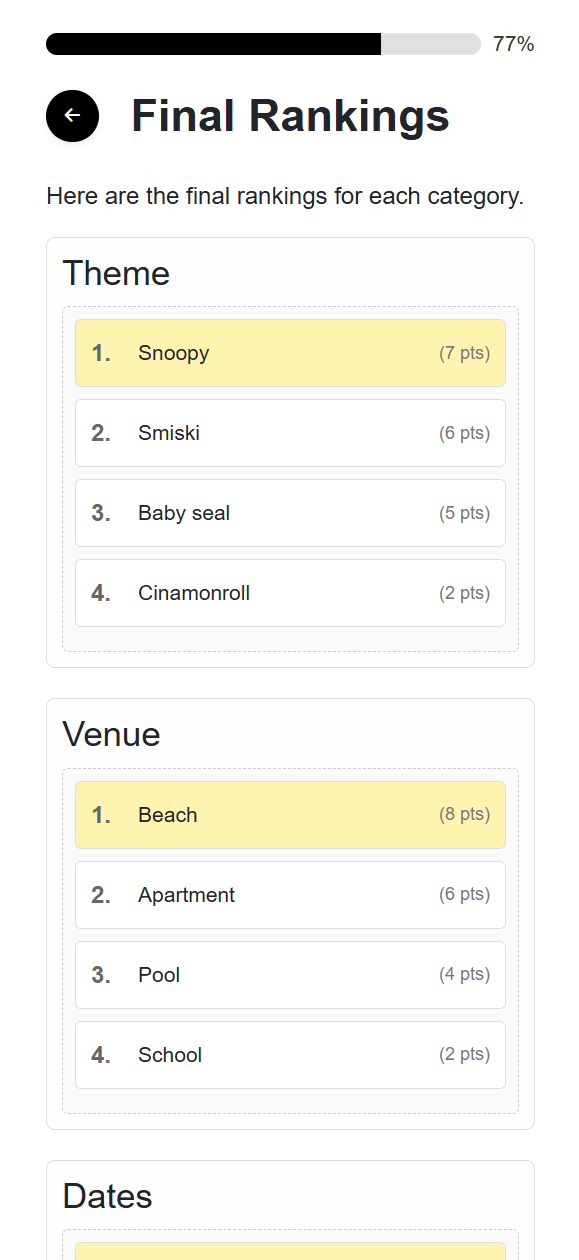 77%
Final Rankings
Here are the final rankings for each category.
Theme
1. Snoopy (7 pts)
2. Smiski (6 pts)
3. Baby seal (5 pts)
4. Cinamonroll (2 pts)
Venue
1. Beach (8 pts)
2. Apartment (6 pts)
3. Pool (4 pts)
4. School (2 pts)
Dates